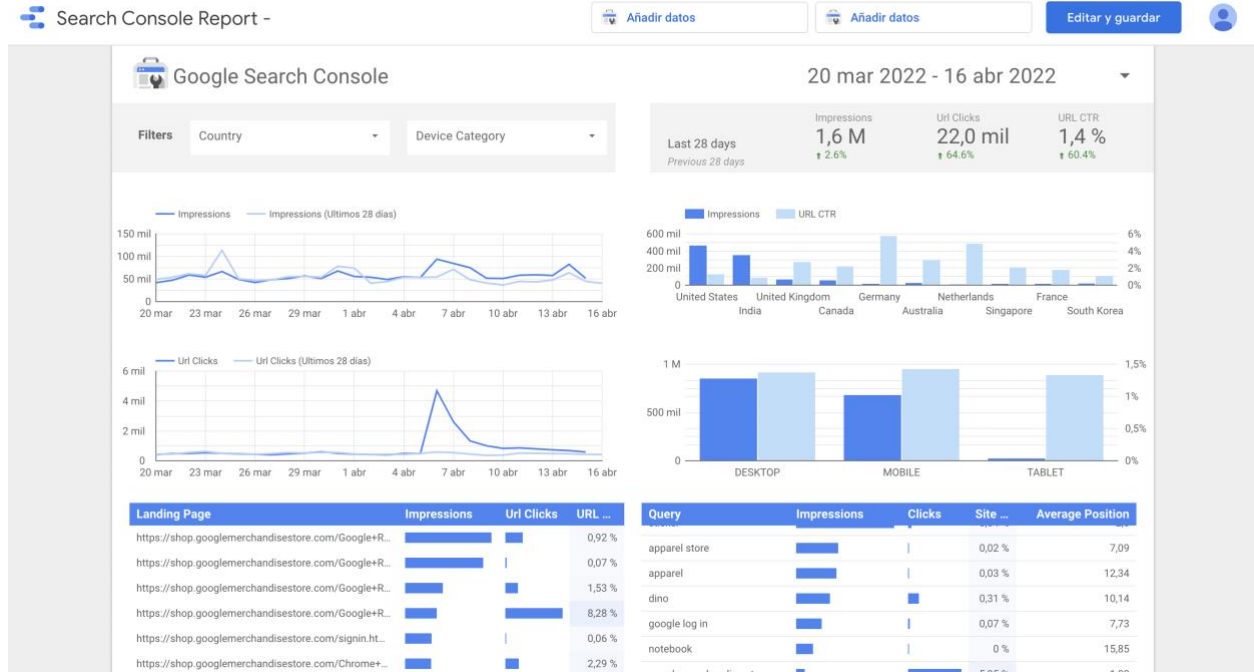 Search Console Report -
Añadir datos
Añadir datos
Editar y guardar
Google Search Console
20 mar 2022 - 16 abr 2022
Filters
Country
Device Category
Last 28 days
Previous 28 days
Impressions
1,6 M
2.6%
Url Clicks
22,0 mil
64.6%
URL CTR
1,4 %
60.4%
Impressions Impressions (Ultimos 28 días)
150 mil
100 mil
50 mil
0
20 mar 23 mar 26 mar 29 mar 1 abr 4 abr 7 abr 10 abr 13 abr 16 abr
Impressions URL CTR
600 mil 6%
400 mil 4%
200 mil 2%
0 0%
United States United Kingdom Germany Netherlands France
India Canada Australia Singapore South Korea
Url Clicks Url Clicks (Ultimos 28 días)
6 mil
4 mil
2 mil
0
20 mar 23 mar 26 mar 29 mar 1 abr 4 abr 7 abr 10 abr 13 abr 16 abr
1 M 1,5%
1%
500 mil
0,5%
0 0%
DESKTOP MOBILE TABLET
Landing Page Impressions Url Clicks URL ...
https://shop.googlemerchandisestore.com/Google+R... 0,92 %
https://shop.googlemerchandisestore.com/Google+R... 0,07 %
https://shop.googlemerchandisestore.com/Google+R... 1,53 %
https://shop.googlemerchandisestore.com/Google+R... 8,28 %
https://shop.googlemerchandisestore.com/signin.ht... 0,06 %
https://shop.googlemerchandisestore.com/Chrome+... 2,29 %
Query Impressions Clicks Site ... Average Position
apparel store 0,02 % 7,09
apparel 0,03 % 12,34
dino 0,31 % 10,14
google log in 0,07 % 7,73
notebook 0 % 15,85